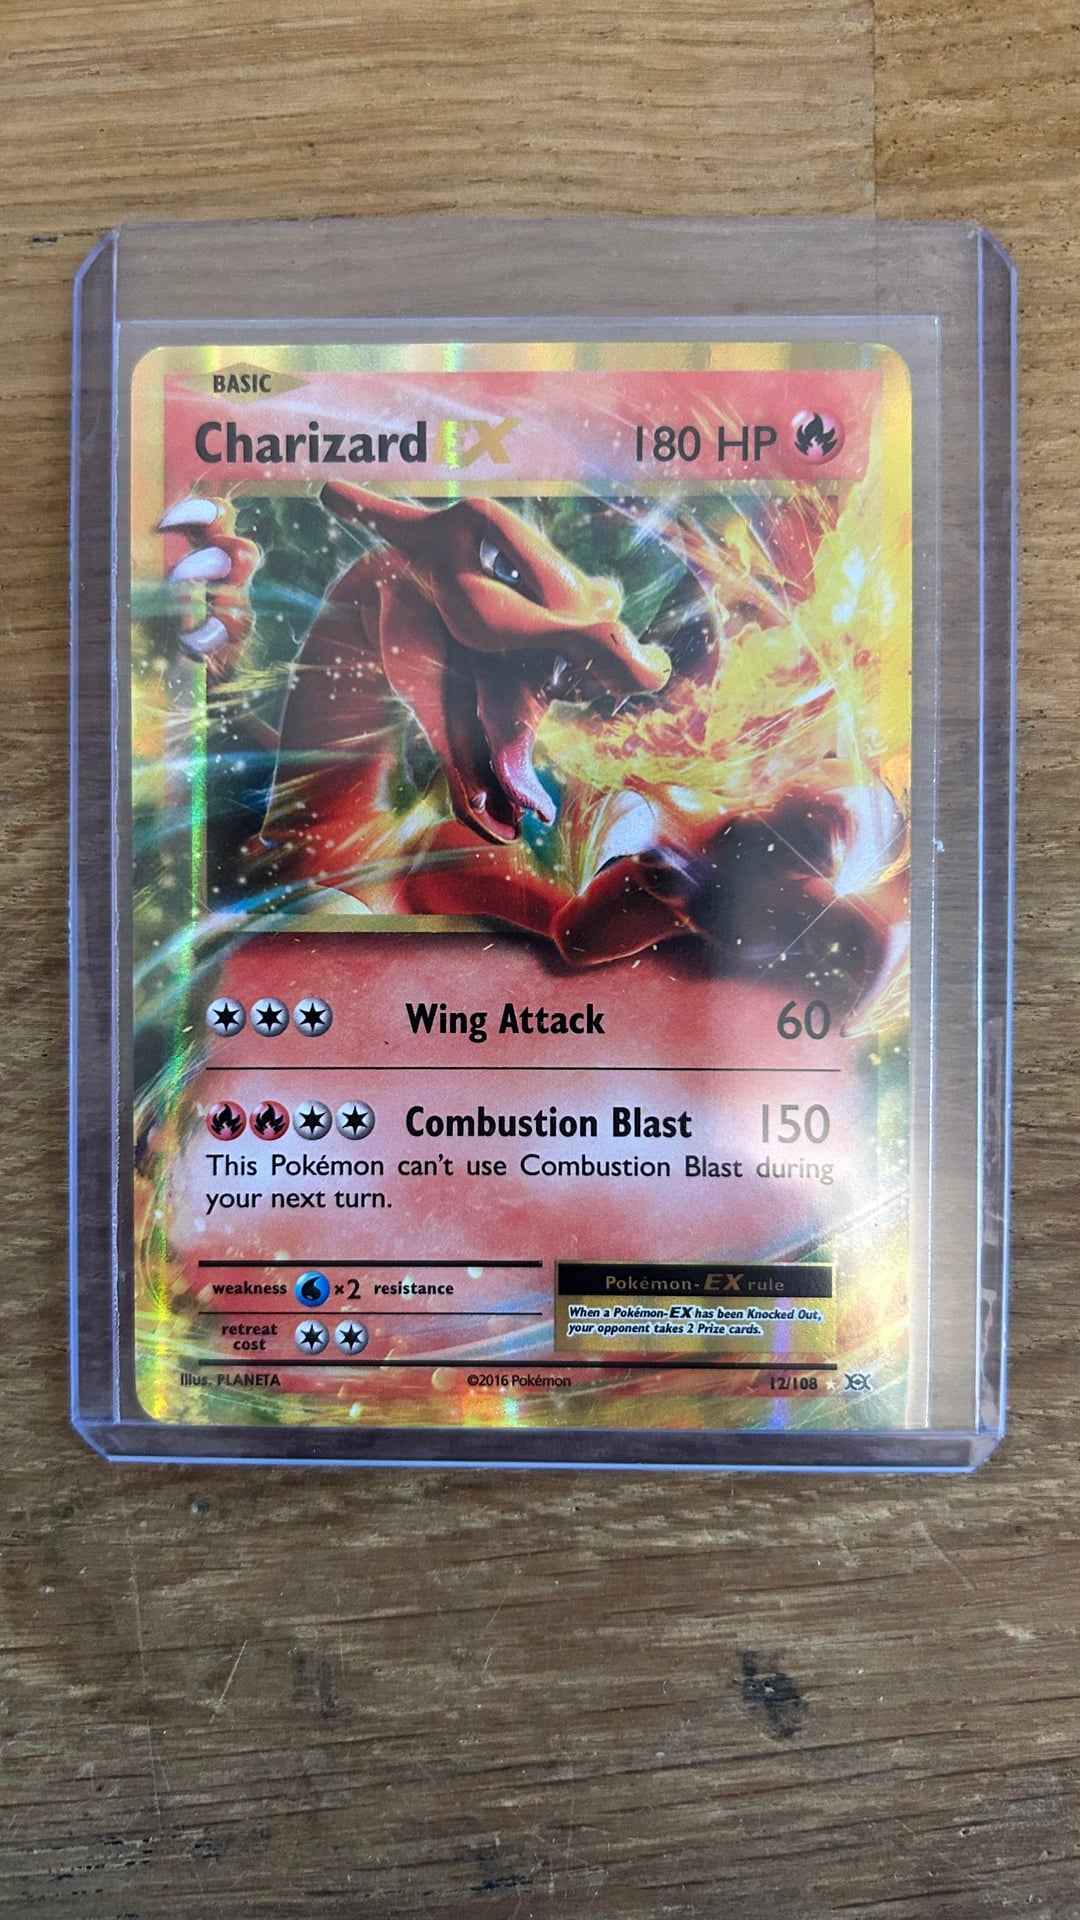 BASIC
Charizard EX 180 HP
Wing Attack 60
Combustion Blast 150
This Pokémon can't use Combustion Blast during
your next turn.
weakness ×2 resistance
retreat
cost
Pokémon-EX rule
When a Pokémon-EX has been Knocked Out,
your opponent takes 2 Prize cards.
Illus. PLANETA ©2016 Pokémon 12/108